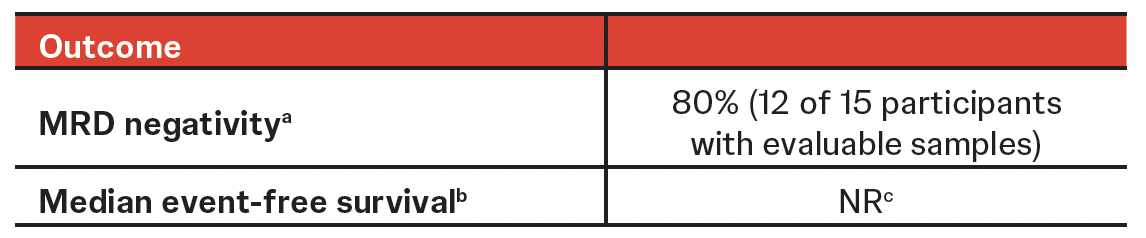 Outcome
MRD negativityᵃ
80% (12 of 15 participants
with evaluable samples)
Median event-free survivalᵇ
NRᶜ